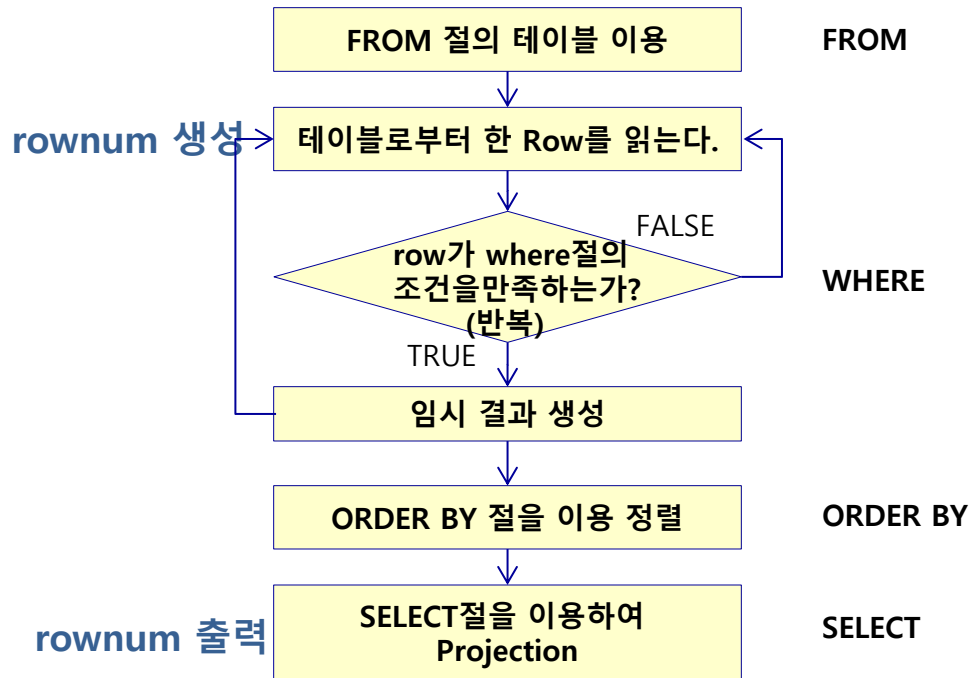 FROM 절의 테이블 이용
FROM
rownum 생성
테이블로부터 한 Row를 읽는다.
FALSE
row가 where절의
조건을만족하는가?
(반복)
WHERE
TRUE
임시 결과 생성
ORDER BY 절을 이용 정렬
ORDER BY
rownum 출력
SELECT절을 이용하여
Projection
SELECT